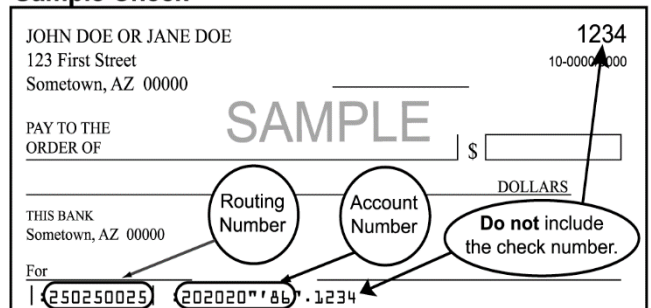 Sample Check
JOHN DOE OR JANE DOE 1234
123 First Street 10-0000/0000
Sometown, AZ 00000
SAMPLE
PAY TO THE
ORDER OF $
DOLLARS
Routing
Number
Account
Number
Do not include
the check number.
THIS BANK
Sometown, AZ 00000
For
250250025 202020"'86".1234